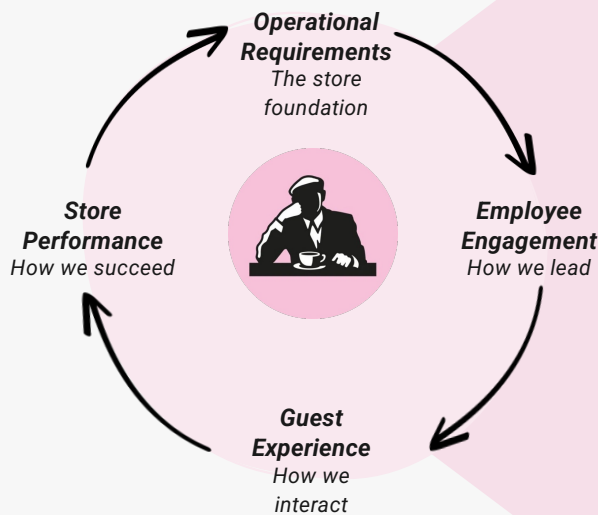 Operational
Requirements
The store
foundation
Employee
Engagement
How we lead
Guest
Experience
How we
interact
Store
Performance
How we succeed